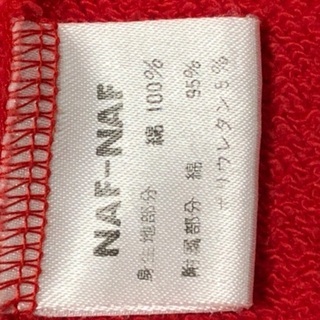 NAF-NAF
身生地部分 綿 100%
附属部分 綿 95%
ポリウレタン 5%